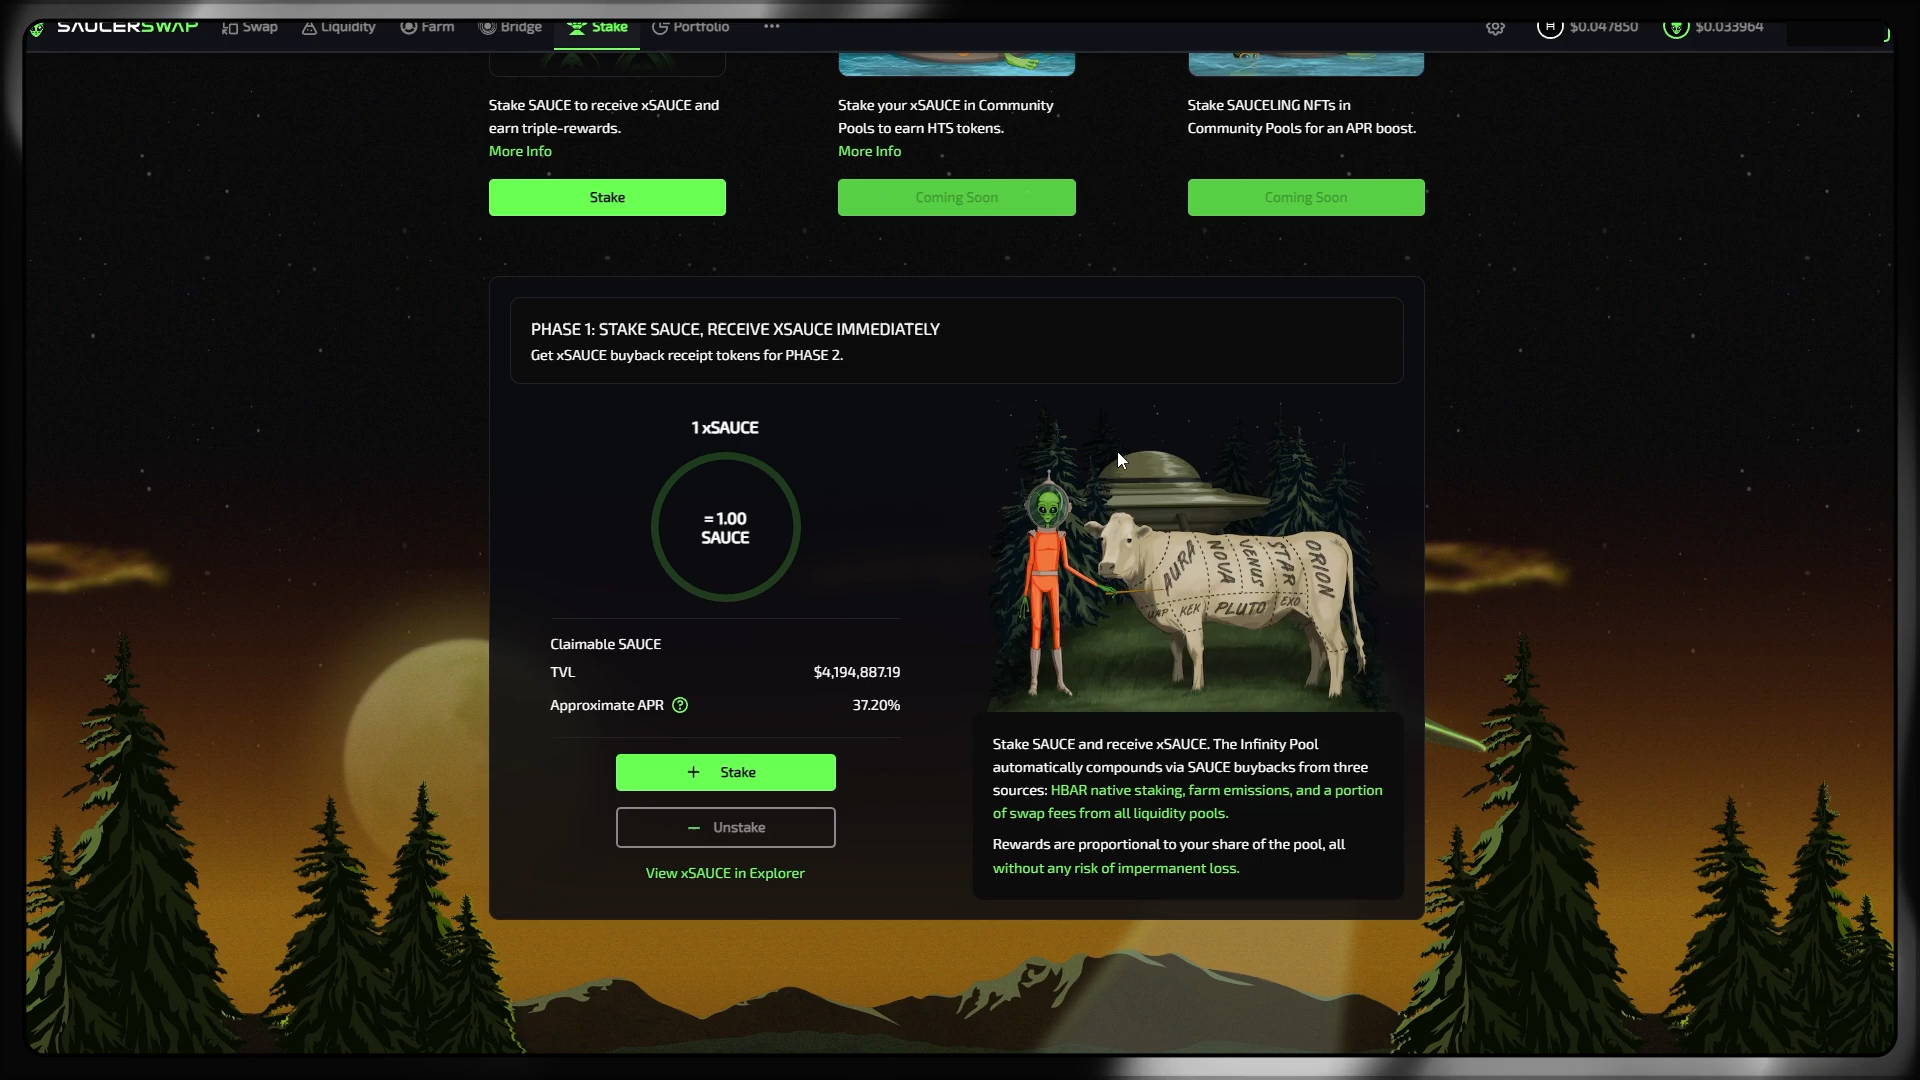 SAUCERSWAP Swap Liquidity Farm Bridge Stake Portfolio ••• H $0.047850 $0.033964
Stake SAUCE to receive xSAUCE and
earn triple-rewards.
More Info
Stake
Stake your xSAUCE in Community
Pools to earn HTS tokens.
More Info
Coming Soon
Stake SAUCELING NFTs in
Community Pools for an APR boost.
Coming Soon
PHASE 1: STAKE SAUCE, RECEIVE XSAUCE IMMEDIATELY
Get xSAUCE buyback receipt tokens for PHASE 2.
1 xSAUCE
= 1.00
SAUCE
Claimable SAUCE
TVL $4,194,887.19
Approximate APR ? 37.20%
+ Stake
− Unstake
View xSAUCE in Explorer
AURA NOVA VENUS STAR ORION
UAP KEK PLUTO EXO
Stake SAUCE and receive xSAUCE. The Infinity Pool
automatically compounds via SAUCE buybacks from three
sources: HBAR native staking, farm emissions, and a portion
of swap fees from all liquidity pools.
Rewards are proportional to your share of the pool, all
without any risk of impermanent loss.